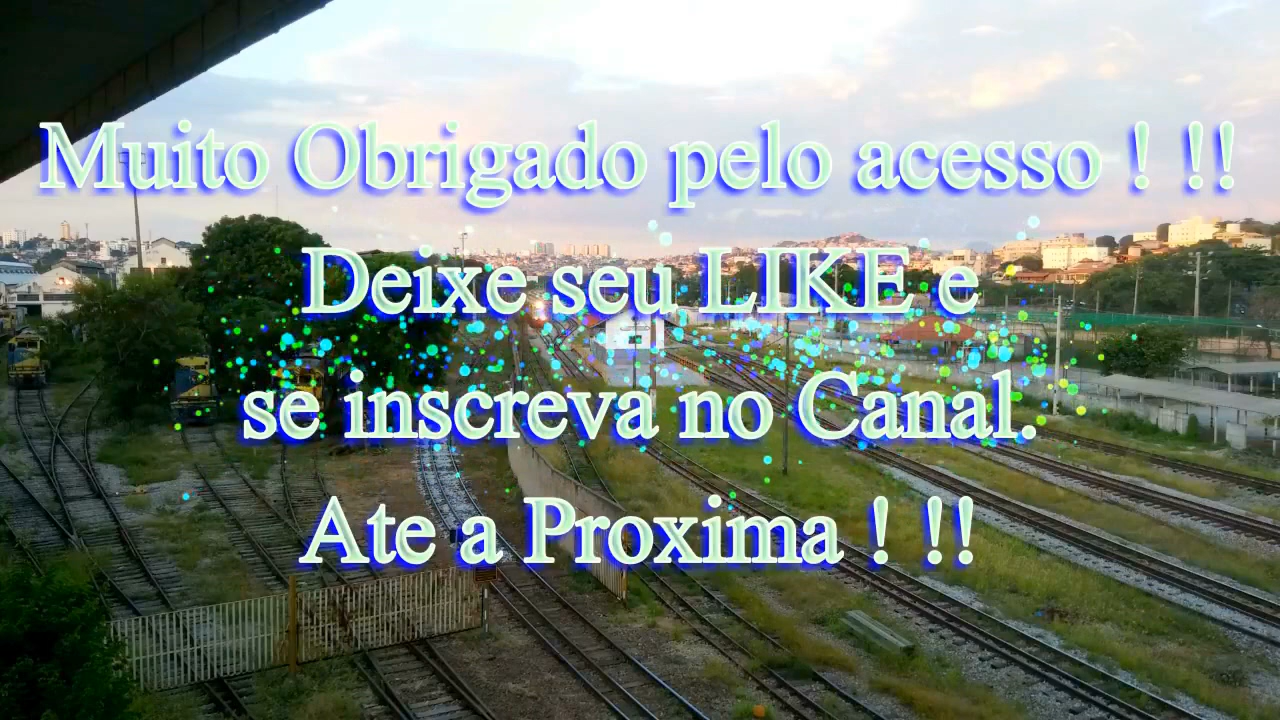 Muito Obrigado pelo acesso ! !!
Deixe seu LIKE e
se inscreva no Canal.
Ate a Proxima ! !!